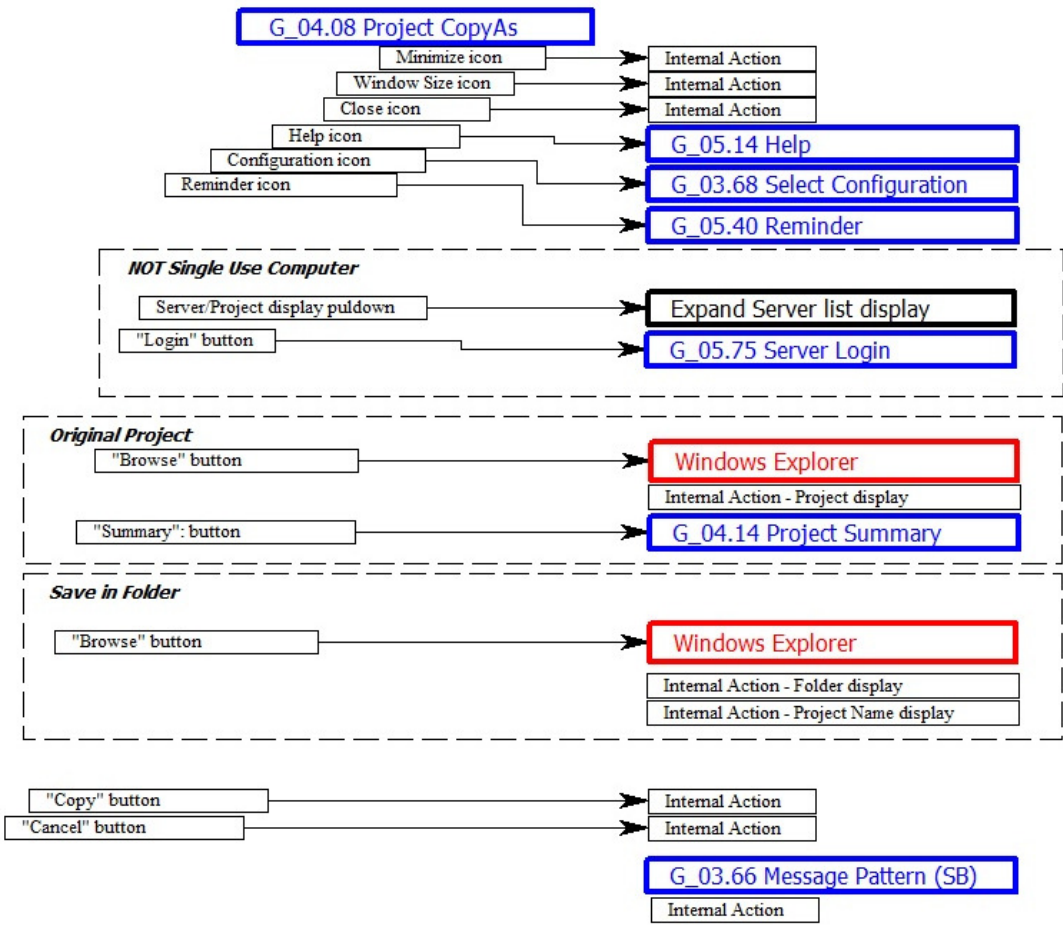 G_04.08 Project CopyAs
Minimize icon
Internal Action
Window Size icon
Internal Action
Close icon
Internal Action
Help icon
G_05.14 Help
Configuration icon
G_03.68 Select Configuration
Reminder icon
G_05.40 Reminder
NOT Single Use Computer
Server/Project display puldown
Expand Server list display
"Login" button
G_05.75 Server Login
Original Project
"Browse" button
Windows Explorer
Internal Action - Project display
"Summary": button
G_04.14 Project Summary
Save in Folder
"Browse" button
Windows Explorer
Internal Action - Folder display
Internal Action - Project Name display
"Copy" button
Internal Action
"Cancel" button
Internal Action
G_03.66 Message Pattern (SB)
Internal Action